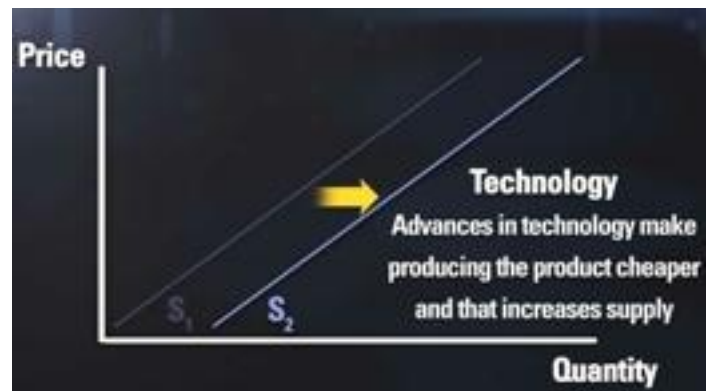 Price
Technology
Advances in technology make
producing the product cheaper
and that increases supply
S₁
S₂
Quantity